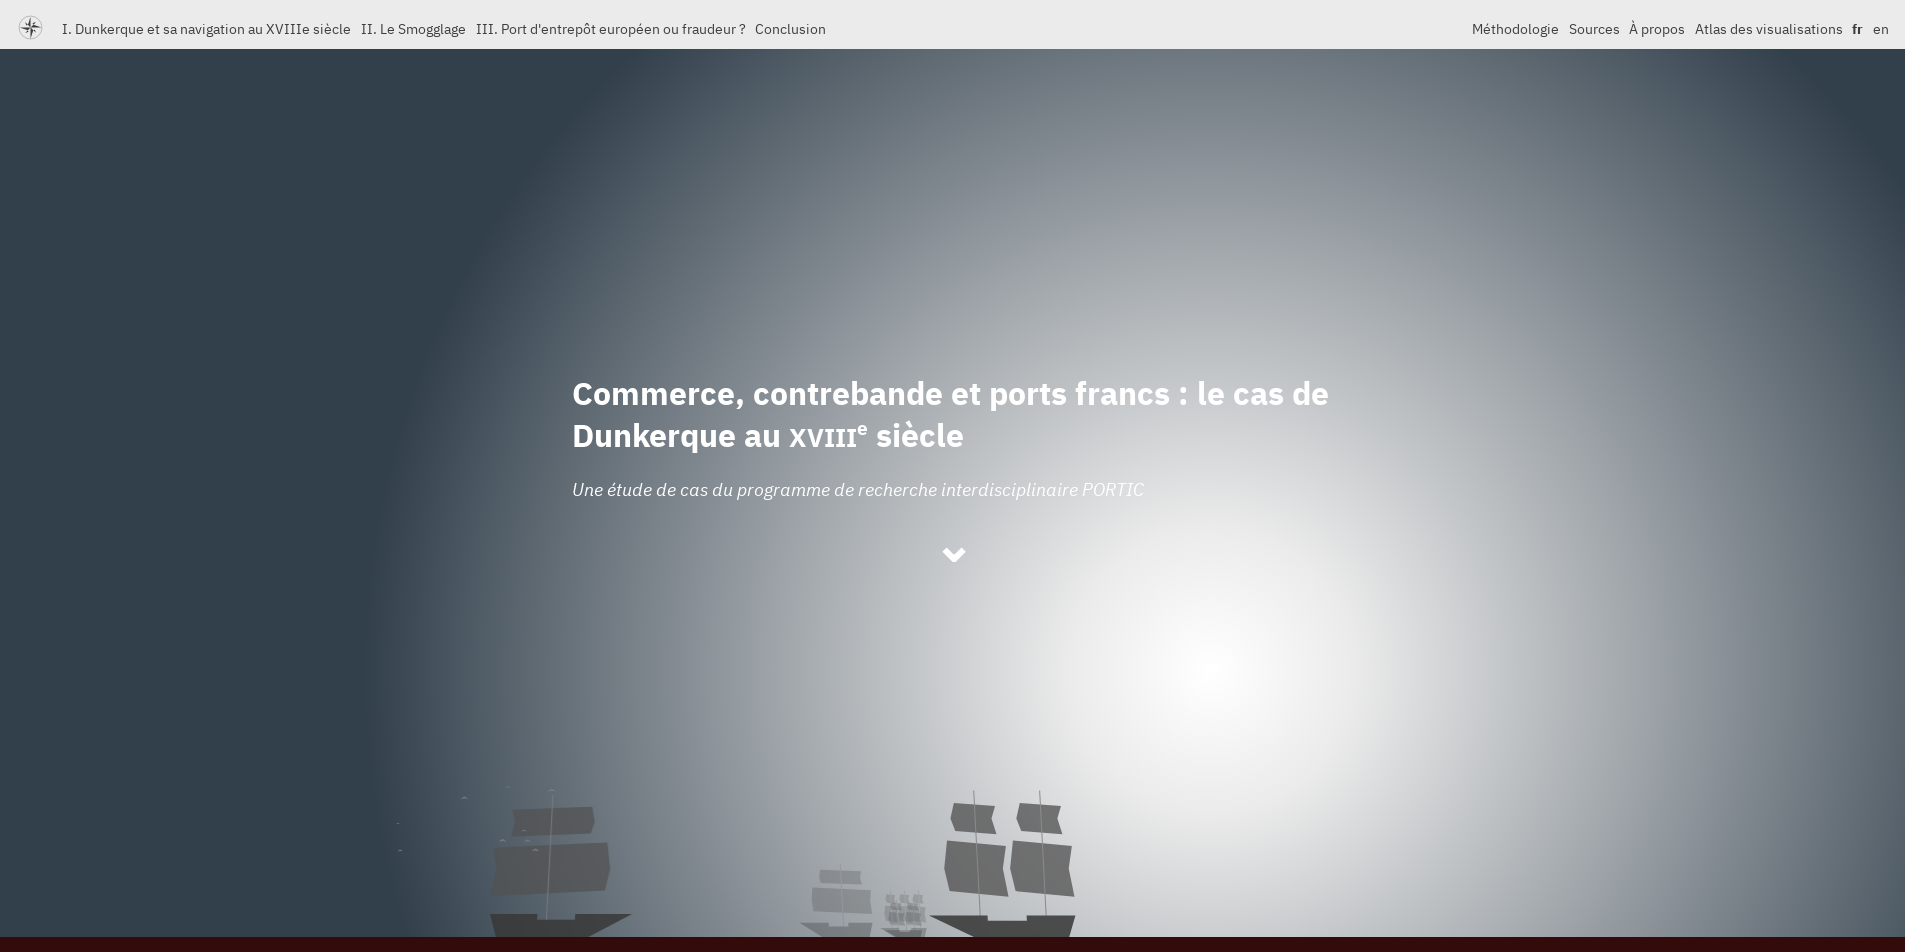 I. Dunkerque et sa navigation au XVIIIe siècle II. Le Smogglage III. Port d'entrepôt européen ou fraudeur ? Conclusion
Méthodologie Sources À propos Atlas des visualisations fr en
Commerce, contrebande et ports francs : le cas de
Dunkerque au XVIIIe siècle
Une étude de cas du programme de recherche interdisciplinaire PORTIC